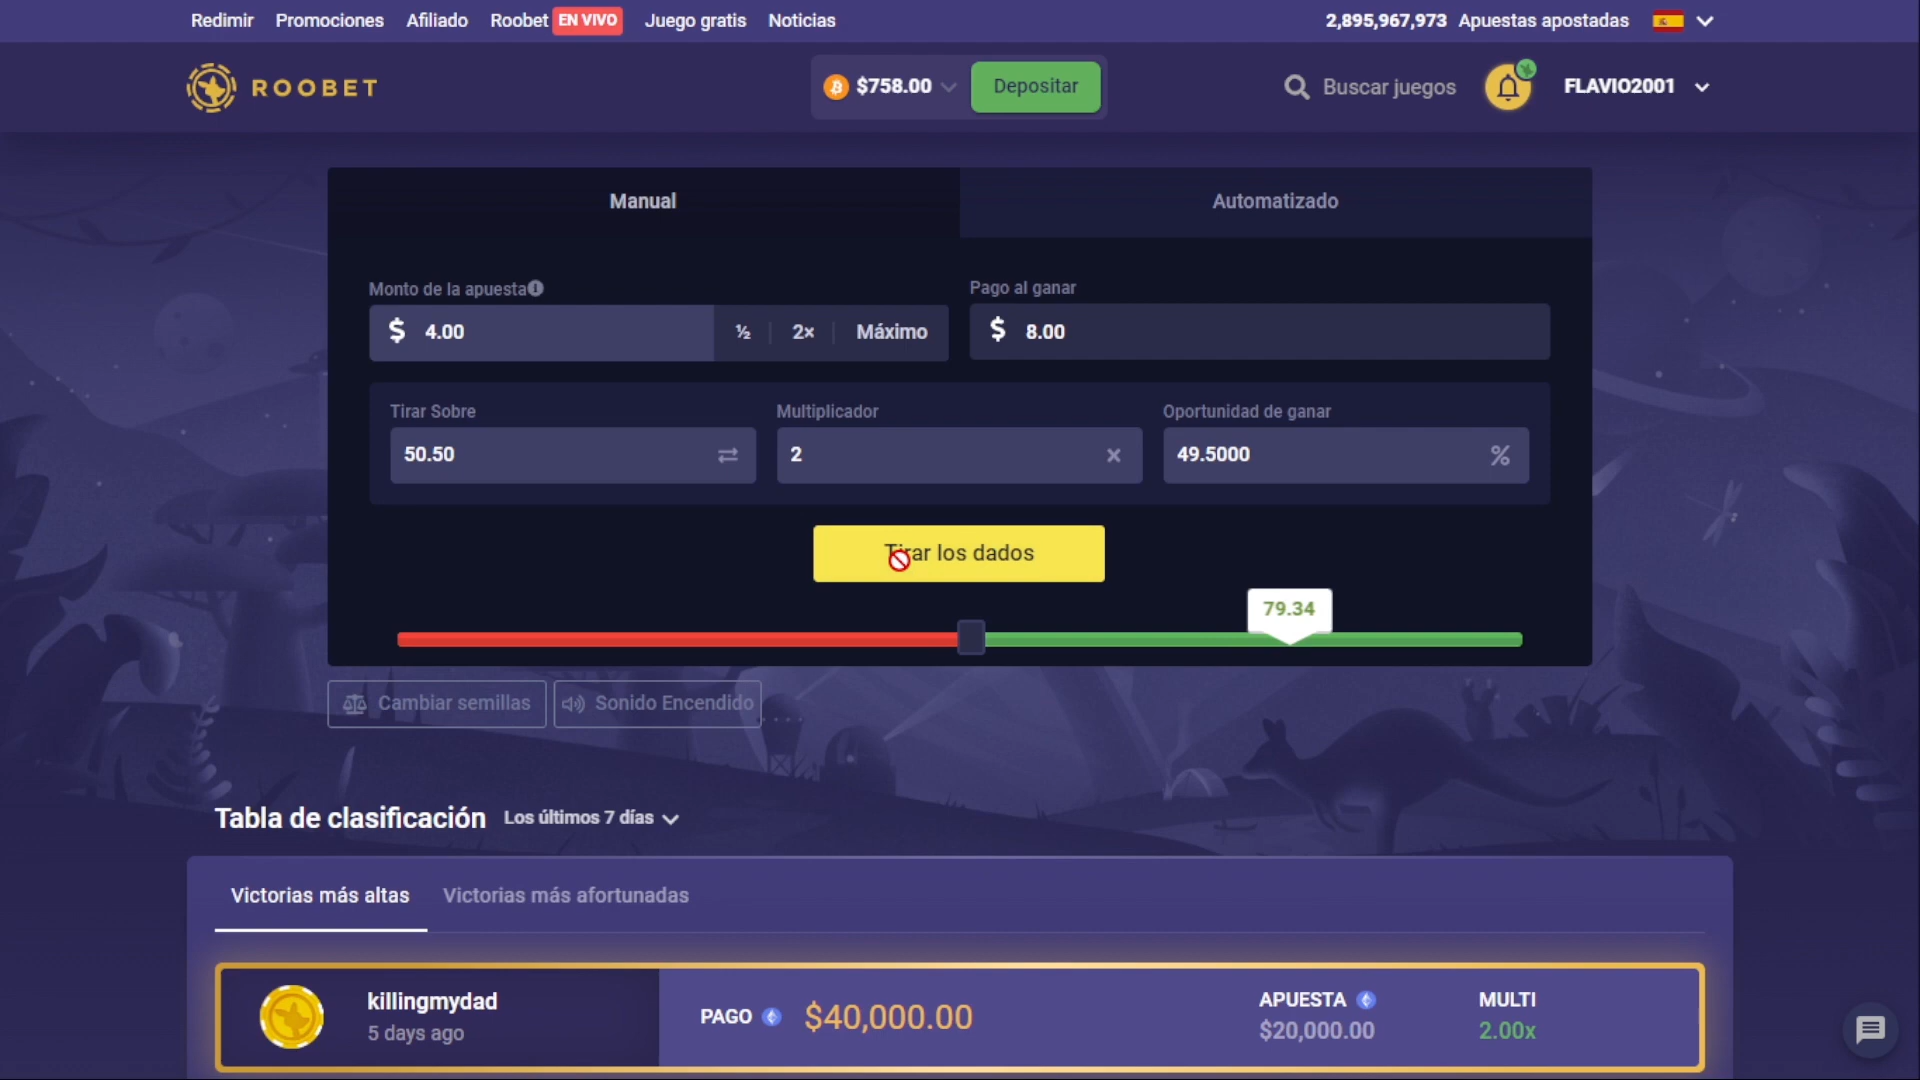 Redimir Promociones Afiliado Roobet EN VIVO Juego gratis Noticias 2,895,967,973 Apuestas apostadas
ROOBET $758.00 Depositar Buscar juegos FLAVIO2001
Manual Automatizado
Monto de la apuesta Pago al ganar
$ 4.00 ½ 2× Máximo $ 8.00
Tirar Sobre Multiplicador Oportunidad de ganar
50.50 2 × 49.5000 %
Tirar los dados
79.34
Cambiar semillas Sonido Encendido
Tabla de clasificación Los últimos 7 días
Victorias más altas Victorias más afortunadas
killingmydad
5 days ago
PAGO $40,000.00
APUESTA MULTI
$20,000.00 2.00x